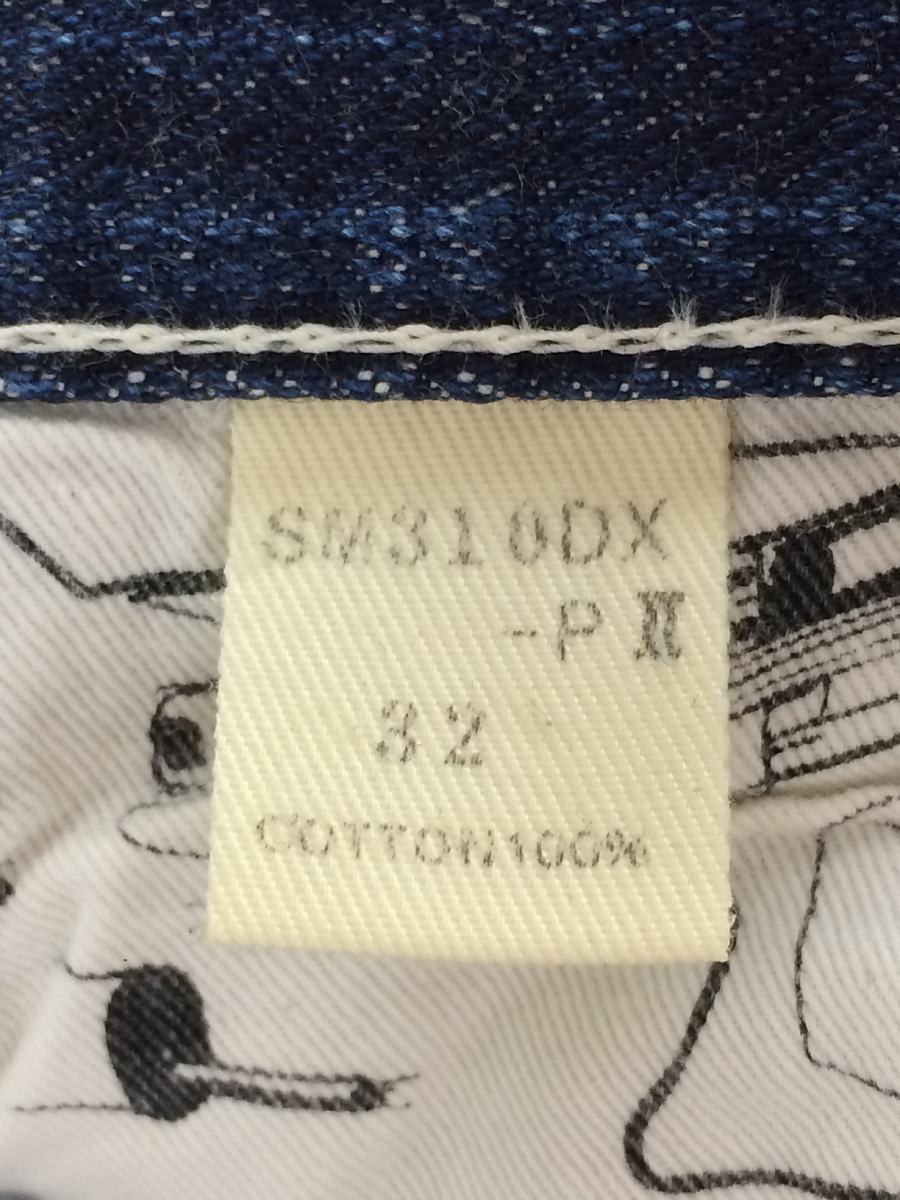 SM310DX
-PⅡ
32
COTTON100%